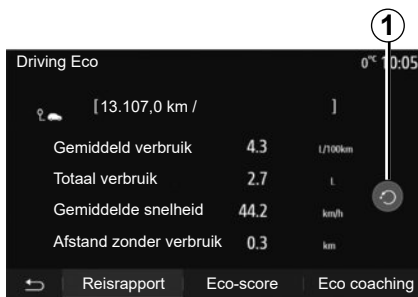 1
Driving Eco 0°C 10:05
[ 13.107,0 km / ]
Gemiddeld verbruik 4.3 L/100km
Totaal verbruik 2.7 L
Gemiddelde snelheid 44.2 km/h
Afstand zonder verbruik 0.3 km
Reisrapport Eco-score Eco coaching